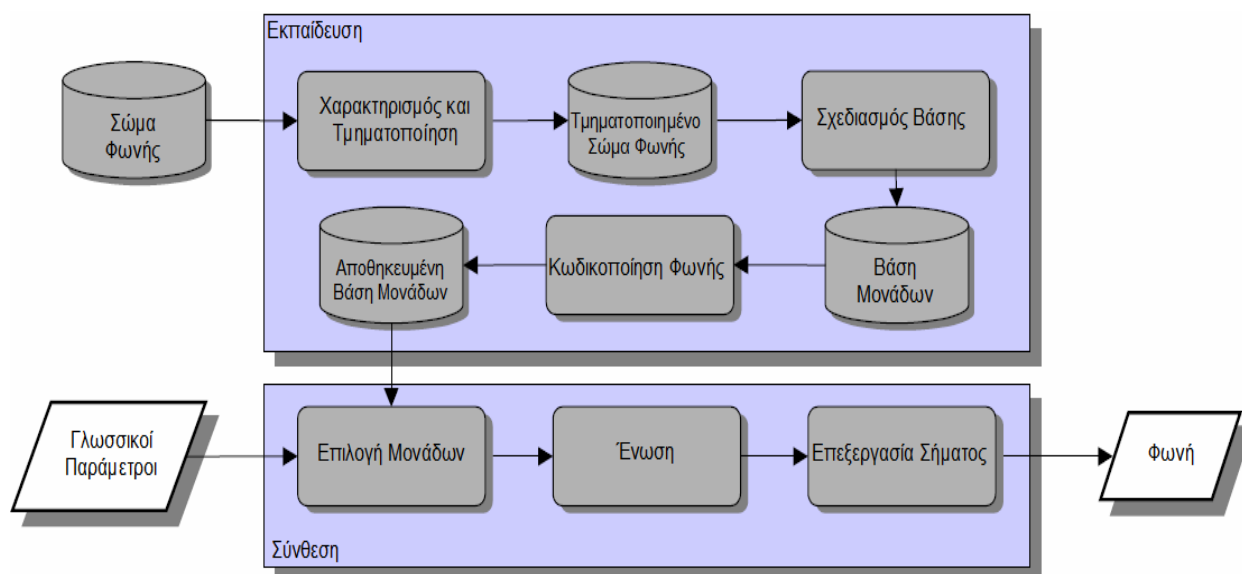 Εκπαίδευση
Σώμα
Φωνής
Χαρακτηρισμός και
Τμηματοποίηση
Τμηματοποιημένο
Σώμα Φωνής
Σχεδιασμός Βάσης
Αποθηκευμένη
Βάση Μονάδων
Κωδικοποίηση Φωνής
Βάση
Μονάδων
Γλωσσικοί
Παράμετροι
Επιλογή Μονάδων
Ένωση
Επεξεργασία Σήματος
Φωνή
Σύνθεση